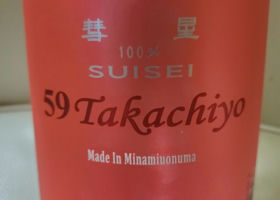 彗星
100%
SUISEI
59 Takachiyo
Made In Minamiuonuma